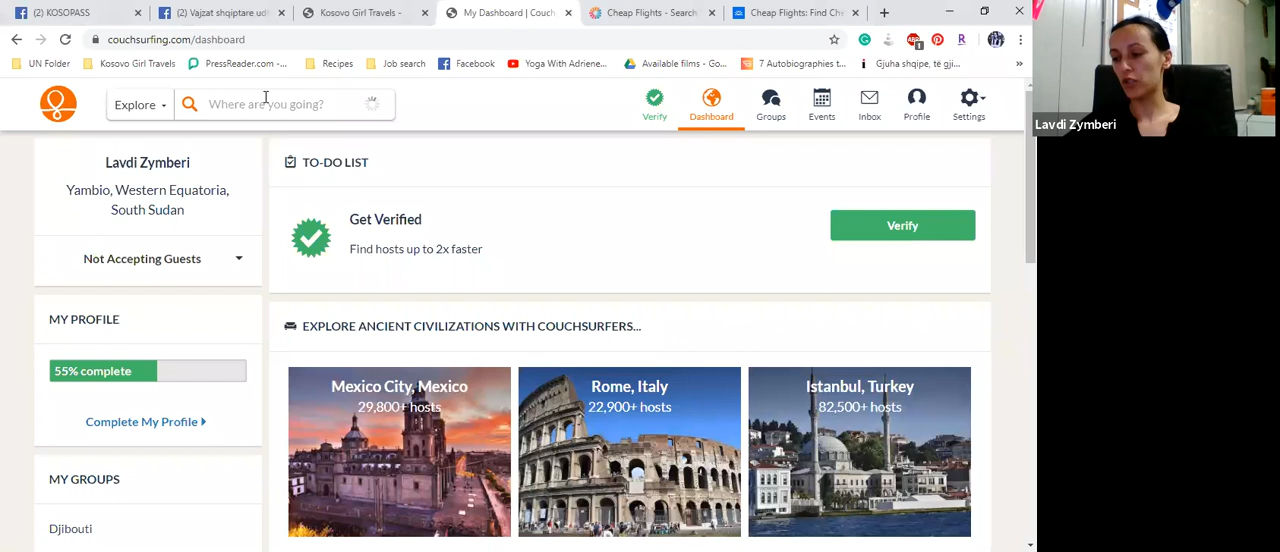 (2) KOSOPASS
(2) Vajzat shqiptare ud
Kosovo Girl Travels -
My Dashboard | Couch
Cheap Flights - Search
Cheap Flights: Find Ch
couchsurfing.com/dashboard
UN Folder
Kosovo Girl Travels
PressReader.com -...
Recipes
Job search
Facebook
Yoga With Adriene...
Available films - Go...
7 Autobiographies t...
Gjuha shqipe, të gji...
Explore
Where are you going?
Verify
Dashboard
Groups
Events
Inbox
Profile
Settings
Lavdi Zymberi
Lavdi Zymberi
Yambio, Western Equatoria,
South Sudan
Not Accepting Guests
MY PROFILE
55% complete
Complete My Profile
MY GROUPS
Djibouti
TO-DO LIST
Get Verified
Find hosts up to 2x faster
Verify
EXPLORE ANCIENT CIVILIZATIONS WITH COUCHSURFERS...
Mexico City, Mexico
29,800+ hosts
Rome, Italy
22,900+ hosts
Istanbul, Turkey
82,500+ hosts